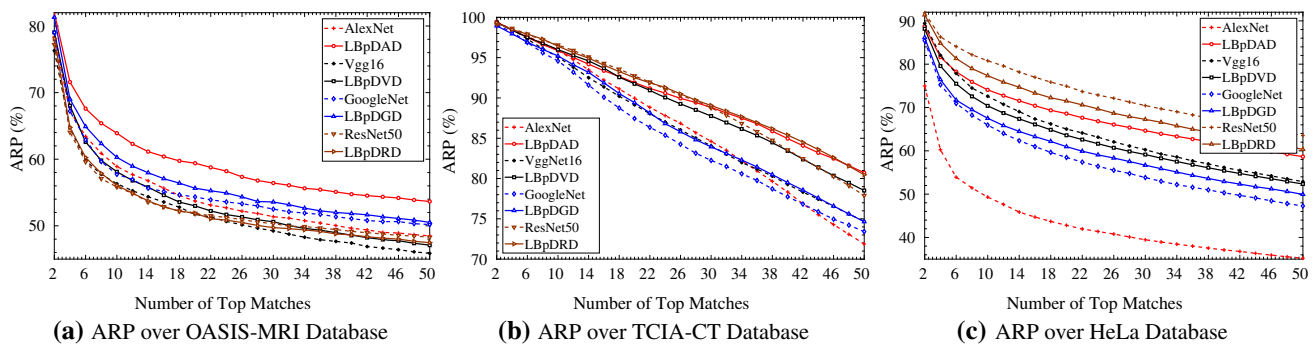 ARP (%)
80
70
60
50
2 6 10 14 18 22 26 30 34 38 42 46 50
Number of Top Matches
AlexNet
LBpDAD
Vgg16
LBpDVD
GoogleNet
LBpDGD
ResNet50
LBpDRD
(a) ARP over OASIS-MRI Database
ARP (%)
100
95
90
85
80
75
70
2 6 10 14 18 22 26 30 34 38 42 46 50
Number of Top Matches
AlexNet
LBpDAD
VggNet16
LBpDVD
GoogleNet
LBpDGD
ResNet50
LBpDRD
(b) ARP over TCIA-CT Database
ARP (%)
92
80
70
60
50
40
35
2 6 10 14 18 22 26 30 34 38 42 46 50
Number of Top Matches
AlexNet
LBpDAD
Vgg16
LBpDVD
GoogleNet
LBpDGD
ResNet50
LBpDRD
(c) ARP over HeLa Database